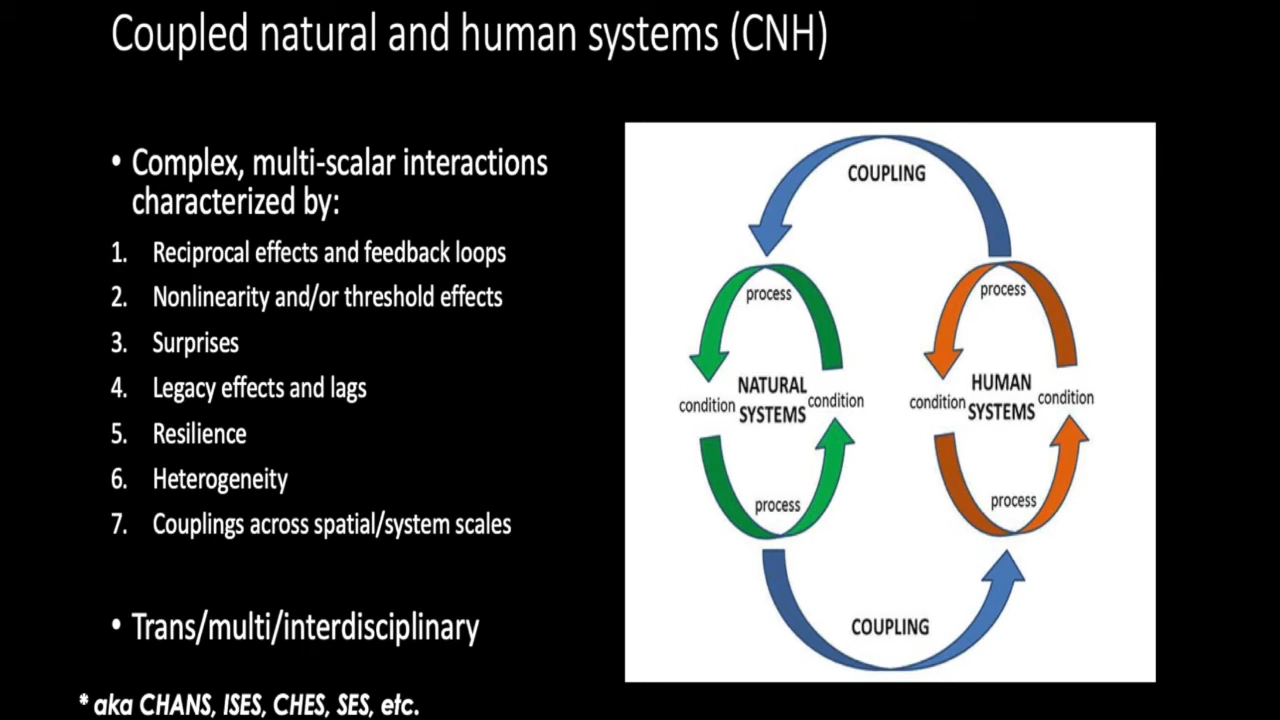 Coupled natural and human systems (CNH)
• Complex, multi-scalar interactions
characterized by:
1. Reciprocal effects and feedback loops
2. Nonlinearity and/or threshold effects
3. Surprises
4. Legacy effects and lags
5. Resilience
6. Heterogeneity
7. Couplings across spatial/system scales
• Trans/multi/interdisciplinary
* aka CHANS, ISES, CHES, SES, etc.
COUPLING
process
process
condition
NATURAL
SYSTEMS
condition
condition
HUMAN
SYSTEMS
condition
process
process
COUPLING